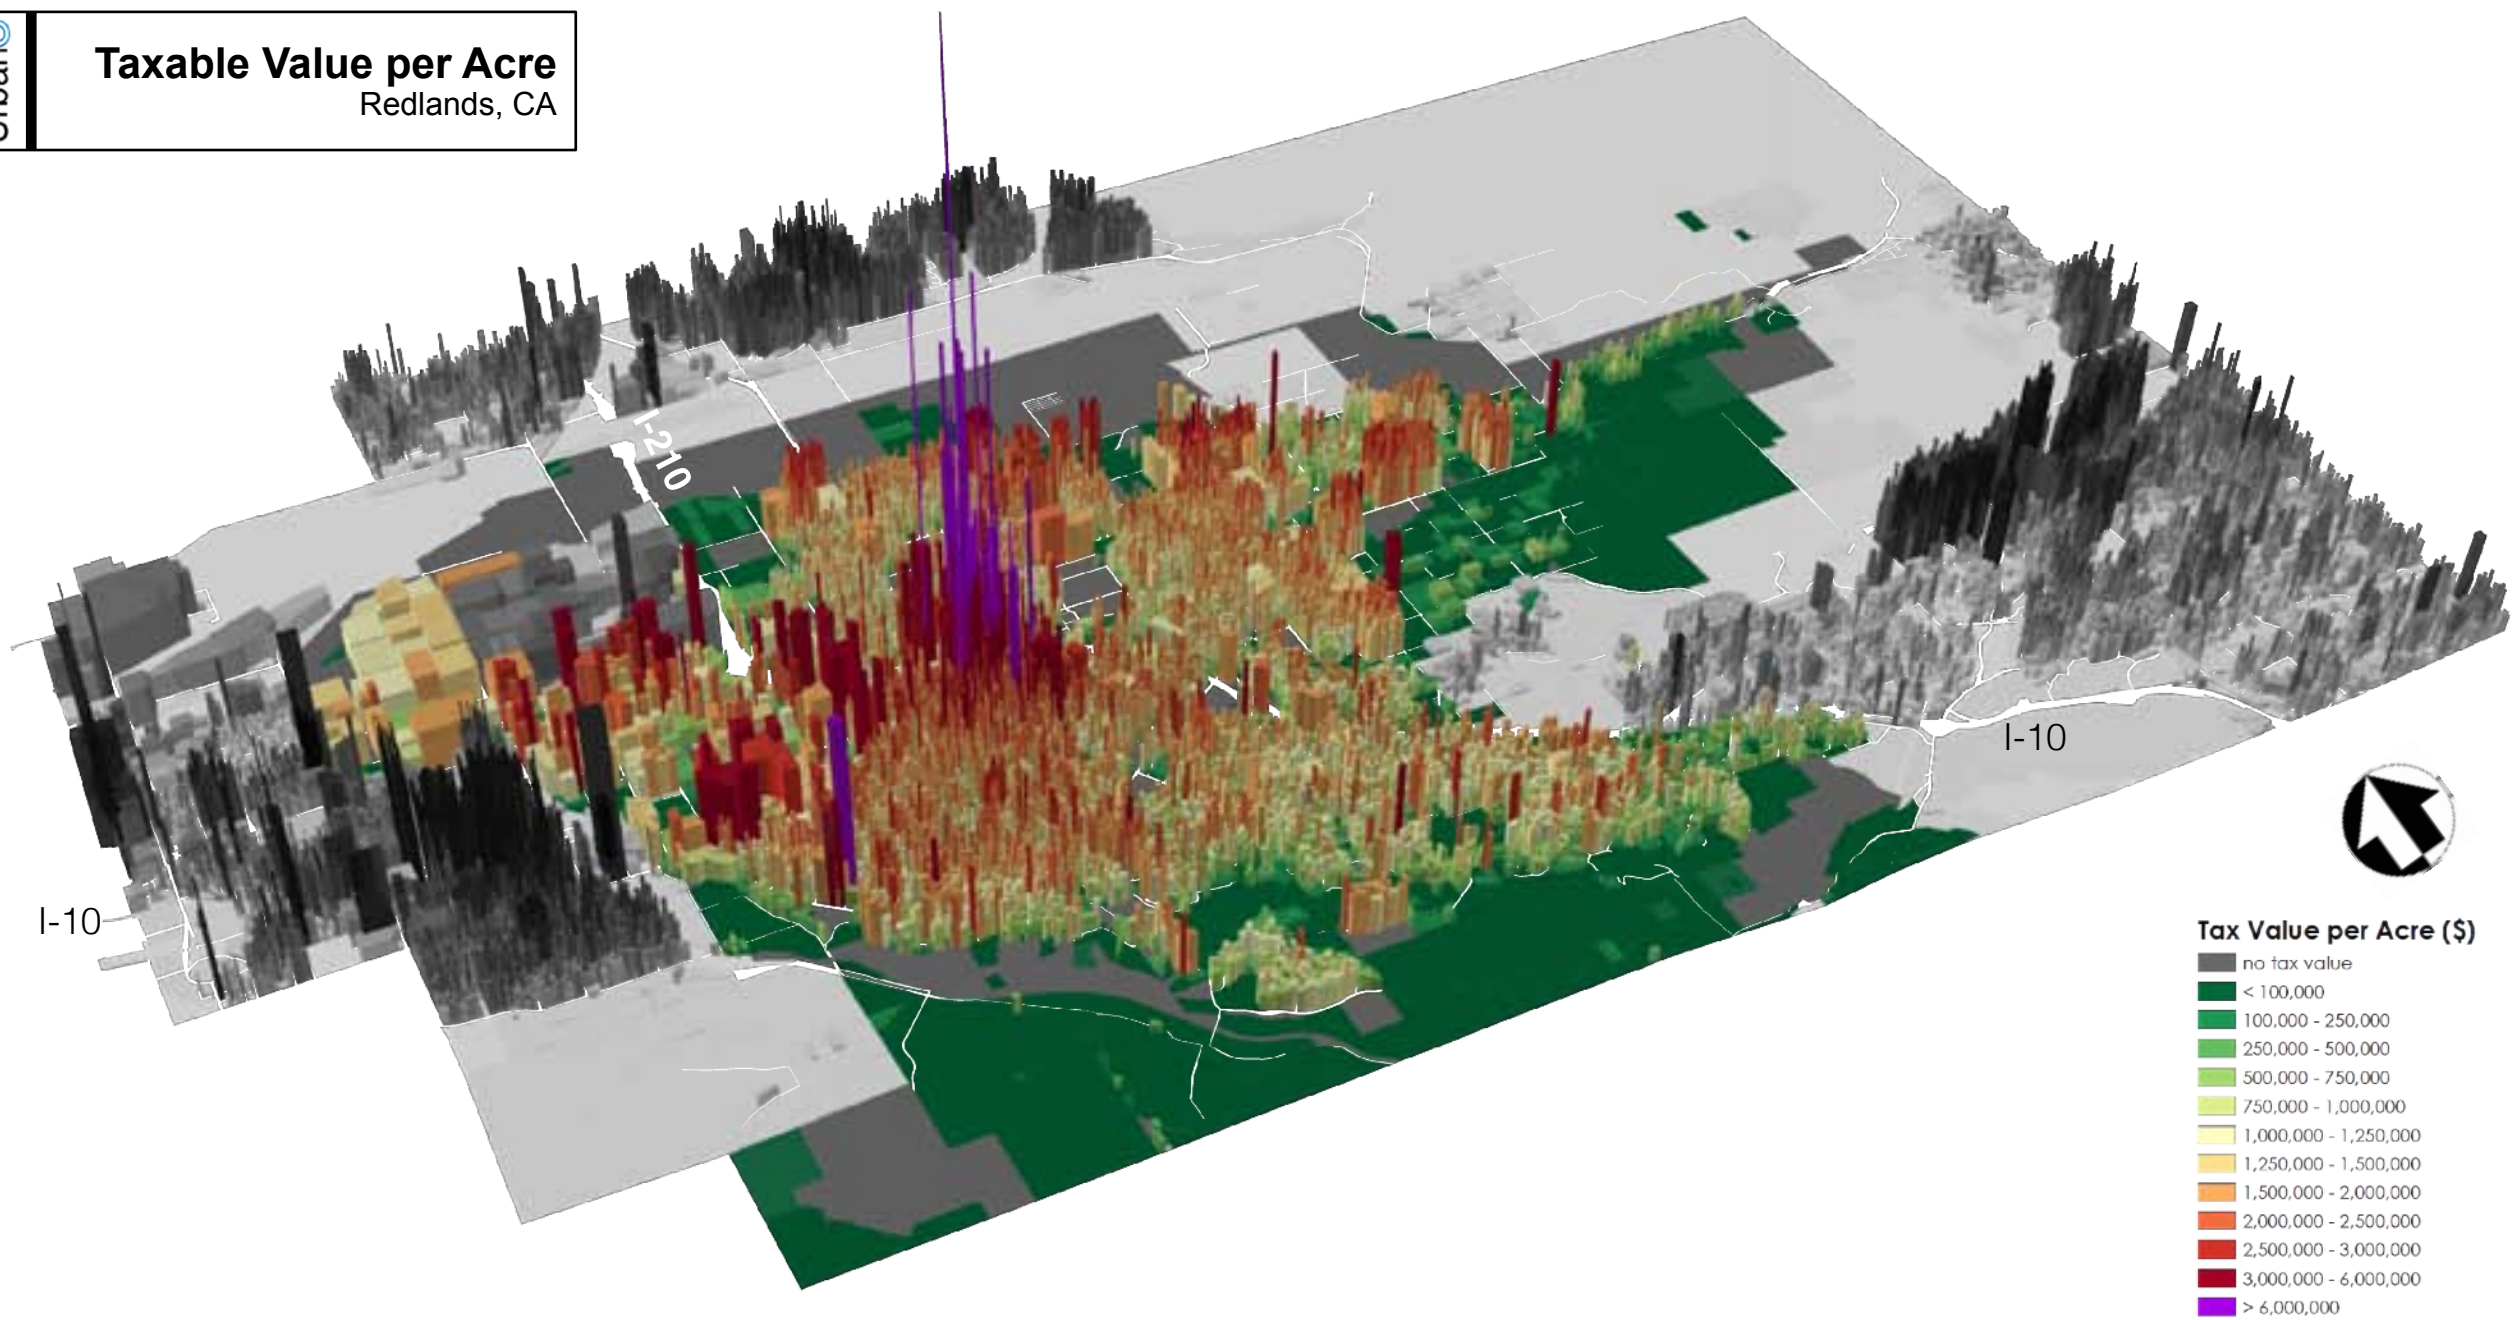 Taxable Value per Acre
Redlands, CA
I-210
I-10
I-10
Tax Value per Acre ($)
no tax value
< 100,000
100,000 - 250,000
250,000 - 500,000
500,000 - 750,000
750,000 - 1,000,000
1,000,000 - 1,250,000
1,250,000 - 1,500,000
1,500,000 - 2,000,000
2,000,000 - 2,500,000
2,500,000 - 3,000,000
3,000,000 - 6,000,000
> 6,000,000